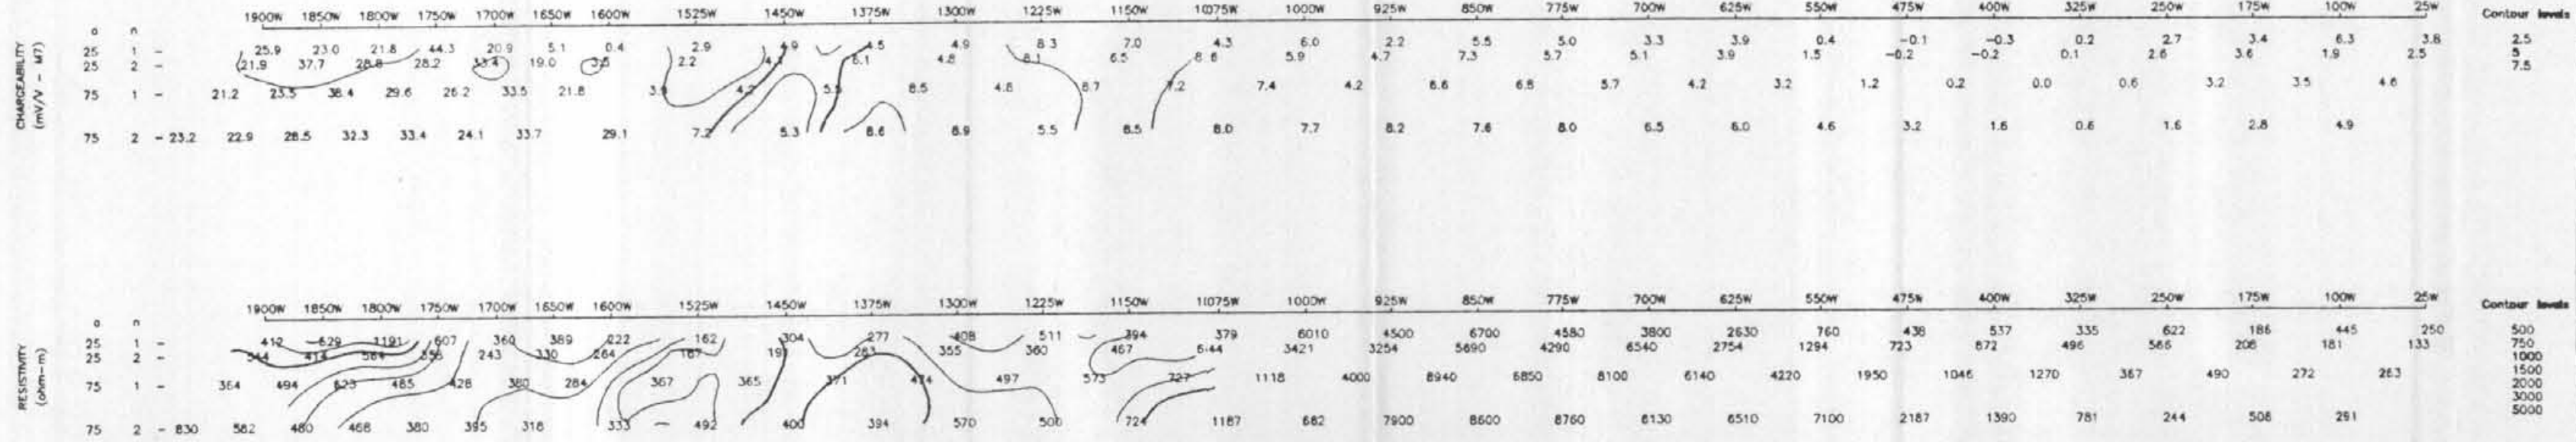 1900W 1850W 1800W 1750W 1700W 1650W 1600W 1525W 1450W 1375W 1300W 1225W 1150W 11075W 1000W 925W 850W 775W 700W 625W 550W 475W 400W 325W 250W 175W 100W 25W Contour levels
a n
CHARGEABILITY
(mV/V - M7)
25 1 - 25.9 23.0 21.8 44.3 20.9 5.1 0.4 2.9 4.9 4.5 4.9 8.3 7.0 4.3 6.0 2.2 5.5 5.0 3.3 3.9 0.4 -0.1 -0.3 0.2 2.7 3.4 6.3 3.8 2.5
25 2 - 21.9 37.7 28.8 28.2 33.4 19.0 2.2 6.1 4.8 8.1 6.5 8.6 5.9 4.7 7.3 5.7 5.1 3.9 1.5 -0.2 -0.2 0.1 2.6 3.6 1.9 2.5 5
7.5
75 1 - 21.2 23.5 38.4 29.6 26.2 33.5 21.8 8.5 4.8 8.7 7.2 7.4 4.2 6.6 6.8 5.7 4.2 3.2 1.2 0.2 0.0 0.6 3.2 3.5 4.6
75 2 - 23.2 22.9 28.5 32.3 33.4 24.1 33.7 29.1 7.2 5.3 8.6 8.9 5.5 8.5 8.0 7.7 8.2 7.6 8.0 6.5 6.0 4.6 3.2 1.6 0.6 1.6 2.8 4.9
1900W 1850W 1800W 1750W 1700W 1650W 1600W 1525W 1450W 1375W 1300W 1225W 1150W 11075W 1000W 925W 850W 775W 700W 625W 550W 475W 400W 325W 250W 175W 100W 25W Contour levels
a n
RESISTIVITY
(ohm-m)
25 1 - 412 629 1191 607 360 389 222 162 304 277 408 511 394 379 6010 4500 6700 4580 3800 2630 760 438 537 335 622 186 445 250 500
25 2 - 544 414 584 358 243 330 264 167 197 283 355 360 467 644 3421 3254 5690 4290 6540 2754 1294 723 872 496 566 208 181 133 750
1000
75 1 - 364 494 623 485 428 380 284 367 365 371 474 497 573 727 1118 4000 8940 6850 8100 6140 4220 1950 1046 1270 367 490 272 263 1500
2000
3000
75 2 - 830 582 480 468 380 395 316 333 492 400 394 570 500 724 1187 682 7900 8600 8760 8130 6510 7100 2187 1390 781 244 508 291 5000